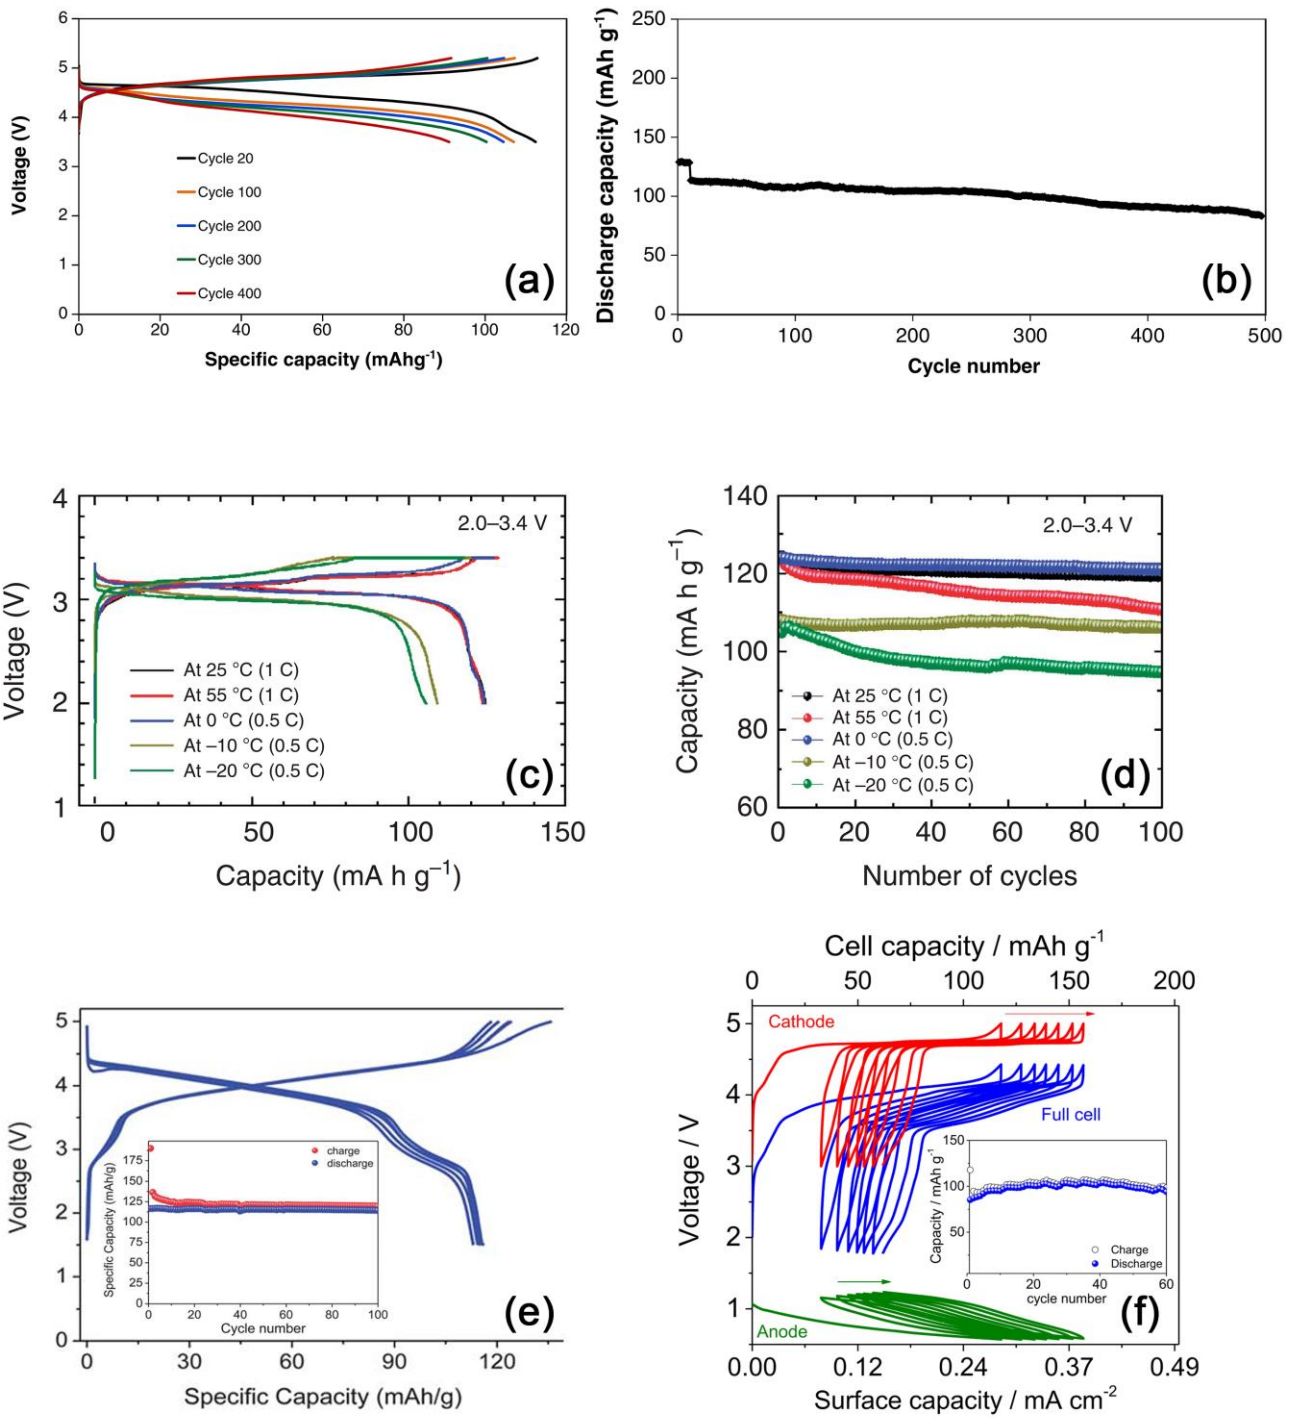 6
5
4
3
2
1
0
Voltage (V)
Cycle 20
Cycle 100
Cycle 200
Cycle 300
Cycle 400
(a)
0 20 40 60 80 100 120
Specific capacity (mAhg-1)
250
200
150
100
50
0
Discharge capacity (mAh g-1)
(b)
0 100 200 300 400 500
Cycle number
4
3
2
1
Voltage (V)
2.0–3.4 V
At 25 °C (1 C)
At 55 °C (1 C)
At 0 °C (0.5 C)
At –10 °C (0.5 C)
At –20 °C (0.5 C)
(c)
0 50 100 150
Capacity (mA h g–1)
140
120
100
80
60
Capacity (mA h g–1)
2.0–3.4 V
At 25 °C (1 C)
At 55 °C (1 C)
At 0 °C (0.5 C)
At –10 °C (0.5 C)
At –20 °C (0.5 C)
(d)
0 20 40 60 80 100
Number of cycles
5
4
3
2
1
0
Voltage (V)
175
150
125
100
75
50
25
0
Specific Capacity (mAh/g)
charge
discharge
0 20 40 60 80 100
Cycle number
(e)
0 30 60 90 120
Specific Capacity (mAh/g)
Cell capacity / mAh g-1
0 50 100 150 200
5
4
3
2
1
Voltage / V
Cathode
Full cell
Anode
150
100
50
Capacity / mAh g-1
Charge
Discharge
0 20 40 60
cycle number
(f)
0.00 0.12 0.24 0.37 0.49
Surface capacity / mA cm-2